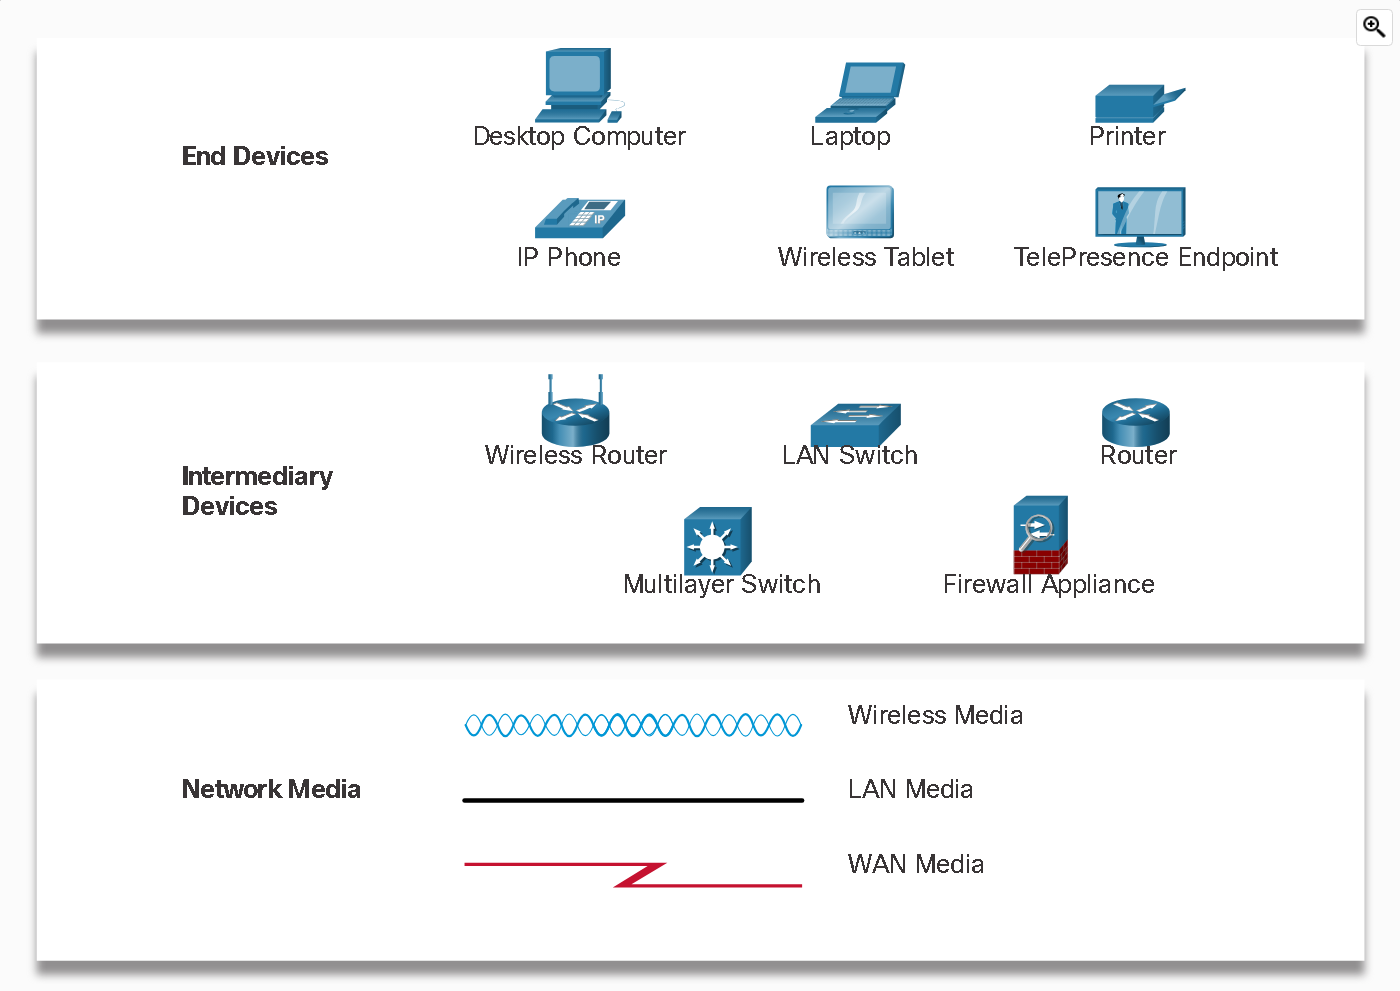 End Devices
Desktop Computer
Laptop
Printer
IP
IP Phone
Wireless Tablet
TelePresence Endpoint
Intermediary
Devices
Wireless Router
LAN Switch
Router
Multilayer Switch
Firewall Appliance
Network Media
Wireless Media
LAN Media
WAN Media